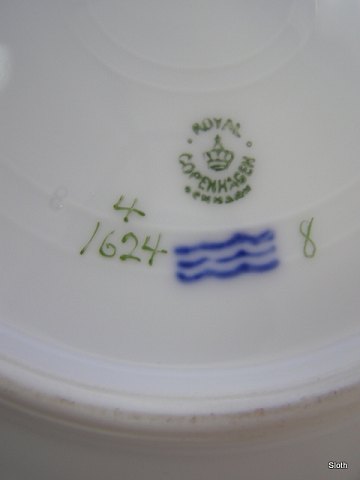 ROYAL
COPENHAGEN
DENMARK
4
1624
8
Sloth